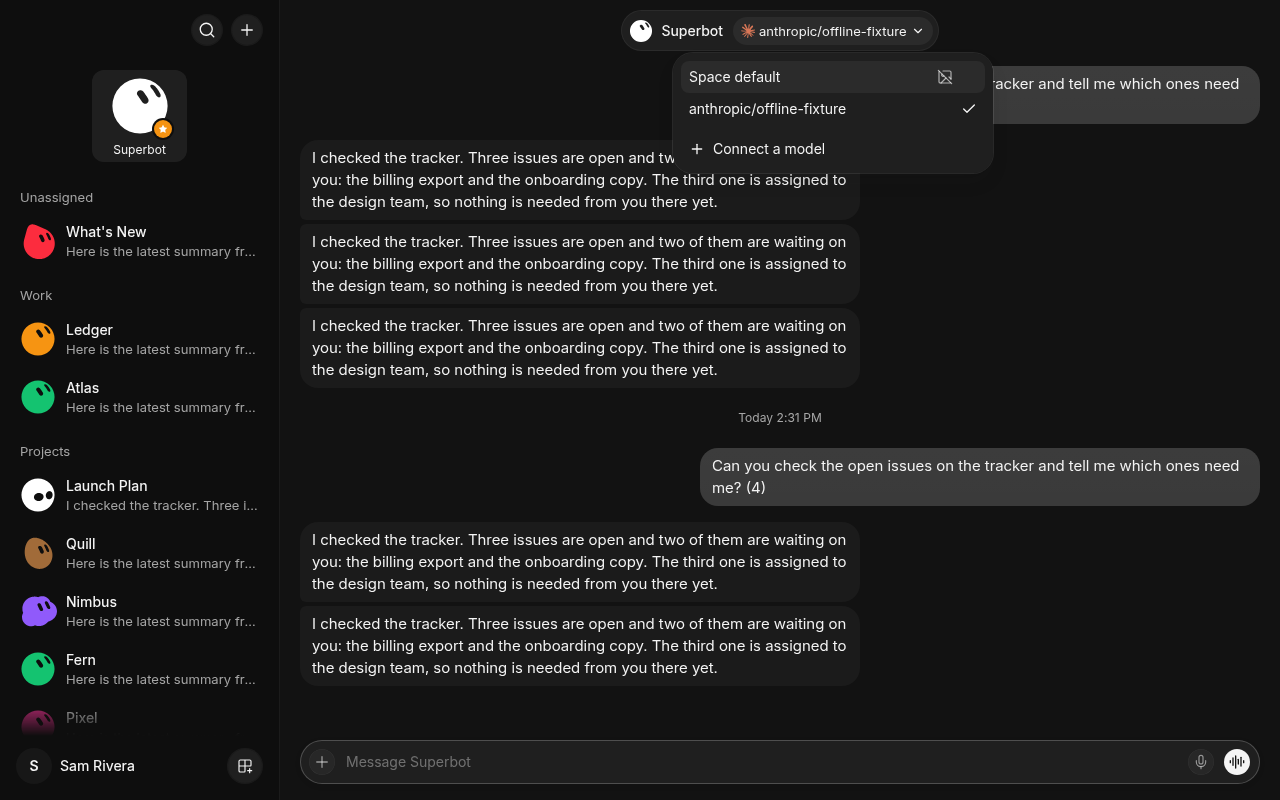 Superbot
anthropic/offline-fixture
Superbot
Unassigned
What's New
Here is the latest summary fr...
Work
Ledger
Here is the latest summary fr...
Atlas
Here is the latest summary fr...
Projects
Launch Plan
I checked the tracker. Three i...
Quill
Here is the latest summary fr...
Nimbus
Here is the latest summary fr...
Fern
Here is the latest summary fr...
Pixel
S
Sam Rivera
Space default
anthropic/offline-fixture
Connect a model
tracker and tell me which ones need
I checked the tracker. Three issues are open and tw
you: the billing export and the onboarding copy. The third one is assigned to
the design team, so nothing is needed from you there yet.
I checked the tracker. Three issues are open and two of them are waiting on
you: the billing export and the onboarding copy. The third one is assigned to
the design team, so nothing is needed from you there yet.
I checked the tracker. Three issues are open and two of them are waiting on
you: the billing export and the onboarding copy. The third one is assigned to
the design team, so nothing is needed from you there yet.
Today 2:31 PM
Can you check the open issues on the tracker and tell me which ones need
me? (4)
I checked the tracker. Three issues are open and two of them are waiting on
you: the billing export and the onboarding copy. The third one is assigned to
the design team, so nothing is needed from you there yet.
I checked the tracker. Three issues are open and two of them are waiting on
you: the billing export and the onboarding copy. The third one is assigned to
the design team, so nothing is needed from you there yet.
Message Superbot